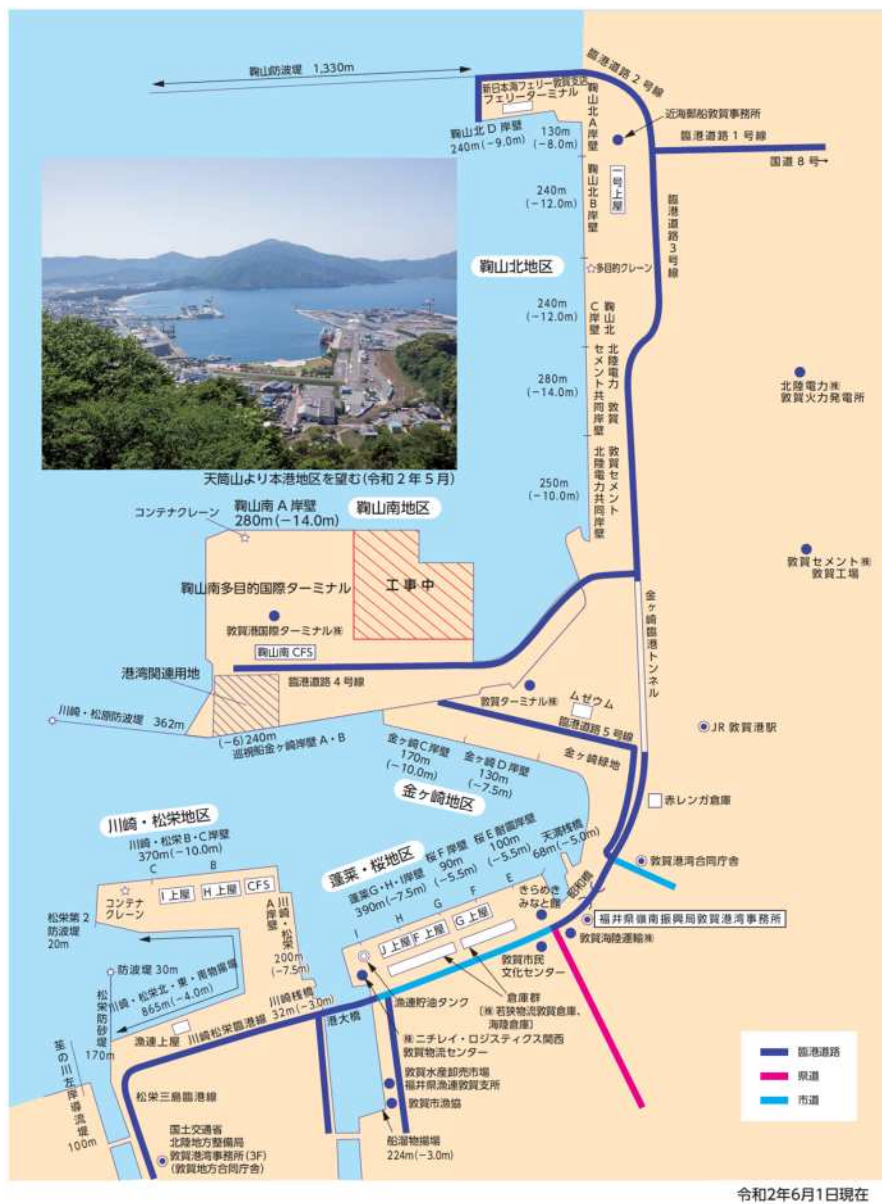 鞠山防波堤 1,330m
臨港道路2号線
新日本海フェリー敦賀支店
フェリーターミナル
鞠山北D岸壁
240m(−9.0m)
鞠山北A岸壁
130m
(−8.0m)
近海郵船敦賀事務所
臨港道路1号線
国道8号→
一号上屋
鞠山北B岸壁
240m
(−12.0m)
臨港道路3号線
鞠山北地区
☆多目的クレーン
鞠山北
C岸壁
240m
(−12.0m)
北陸電力 敦賀
セメント共同岸壁
280m
(−14.0m)
北陸電力㈱
敦賀火力発電所
敦賀セメント
北陸電力共同岸壁
250m
(−10.0m)
天筒山より本港地区を望む(令和2年5月)
コンテナクレーン
鞠山南A岸壁
280m(−14.0m)
鞠山南地区
敦賀セメント㈱
敦賀工場
鞠山南多目的国際ターミナル
工事中
敦賀港国際ターミナル㈱
鞠山南CFS
港湾関連用地
臨港道路4号線
金ヶ崎臨港トンネル
敦賀ターミナル㈱
ムゼウム
川崎・松原防波堤 362m
(−6)240m
巡視船金ヶ崎岸壁A・B
臨港道路5号線
JR敦賀港駅
金ヶ崎C岸壁
170m
(−10.0m)
金ヶ崎D岸壁
130m
(−7.5m)
金ヶ崎緑地
金ヶ崎地区
赤レンガ倉庫
川崎・松栄地区
川崎・松栄B・C岸壁
370m(−10.0m)
C
B
蓬莱・桜地区
蓬莱G・H・I岸壁
390m(−7.5m)
桜F岸壁
90m
(−5.5m)
桜E耐震岸壁
100m
(−5.5m)
天満桟橋
68m(−5.0m)
敦賀港湾合同庁舎
コンテナ
クレーン
I上屋
H上屋
CFS
川崎・松栄
A岸壁
200m
(−7.5m)
I
H
G
F
E
J上屋
F上屋
G上屋
きらめき
みなと館
昭和橋
福井県嶺南振興局敦賀港湾事務所
敦賀海陸運輸㈱
敦賀市民
文化センター
松栄第2
防波堤
20m
防波堤30m
川崎・松栄北・東・南物揚場
865m(−4.0m)
松栄防砂堤
170m
漁連上屋
川崎松栄臨港線
川崎桟橋
32m(−3.0m)
港大橋
漁連貯油タンク
倉庫群
〔㈱若狭物流敦賀倉庫、
海陸倉庫〕
㈱ニチレイ・ロジスティクス関西
敦賀物流センター
笙の川左岸導流堤
100m
松栄三島臨港線
敦賀水産卸売市場
福井県漁連敦賀支所
敦賀市漁協
船溜物揚場
224m(−3.0m)
国土交通省
北陸地方整備局
敦賀港湾事務所(3F)
(敦賀地方合同庁舎)
臨港道路
県道
市道
令和2年6月1日現在